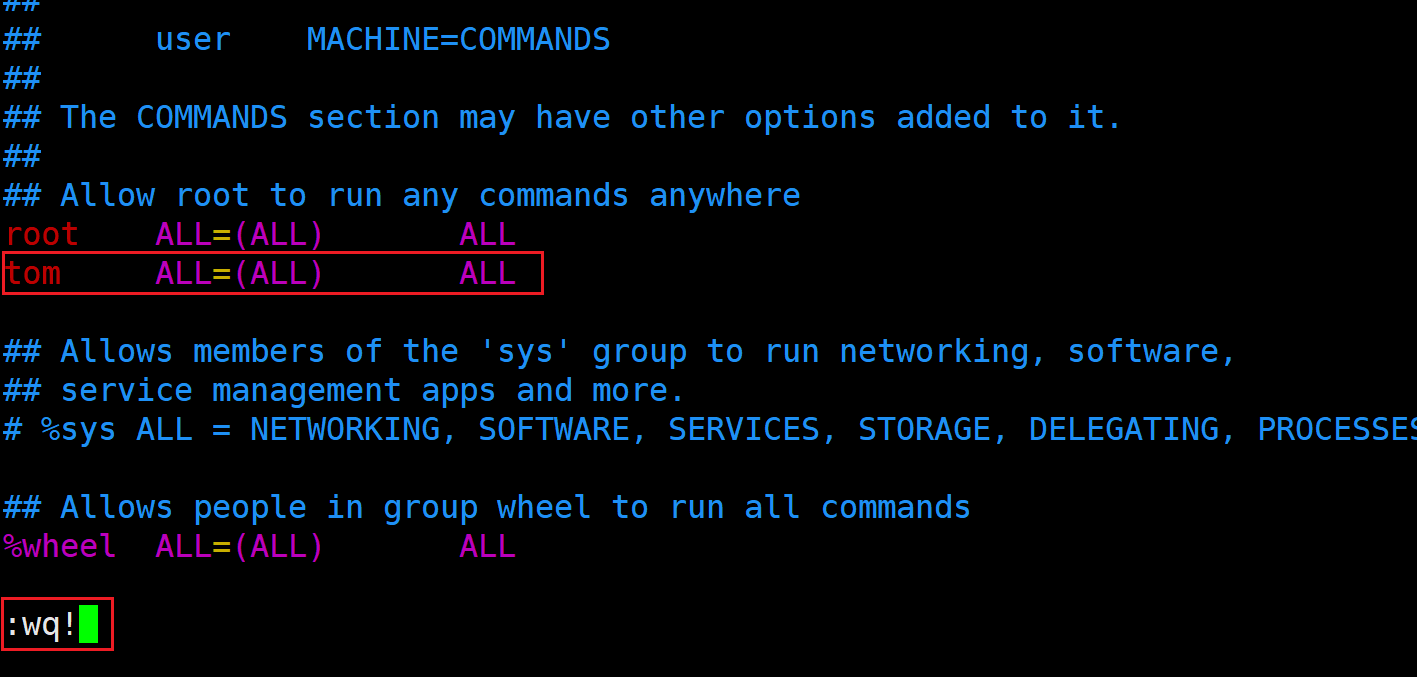 ##
##      user    MACHINE=COMMANDS
##
## The COMMANDS section may have other options added to it.
##
## Allow root to run any commands anywhere
root    ALL=(ALL)       ALL
tom     ALL=(ALL)       ALL
## Allows members of the 'sys' group to run networking, software,
## service management apps and more.
# %sys ALL = NETWORKING, SOFTWARE, SERVICES, STORAGE, DELEGATING, PROCESSES
## Allows people in group wheel to run all commands
%wheel  ALL=(ALL)       ALL
:wq!